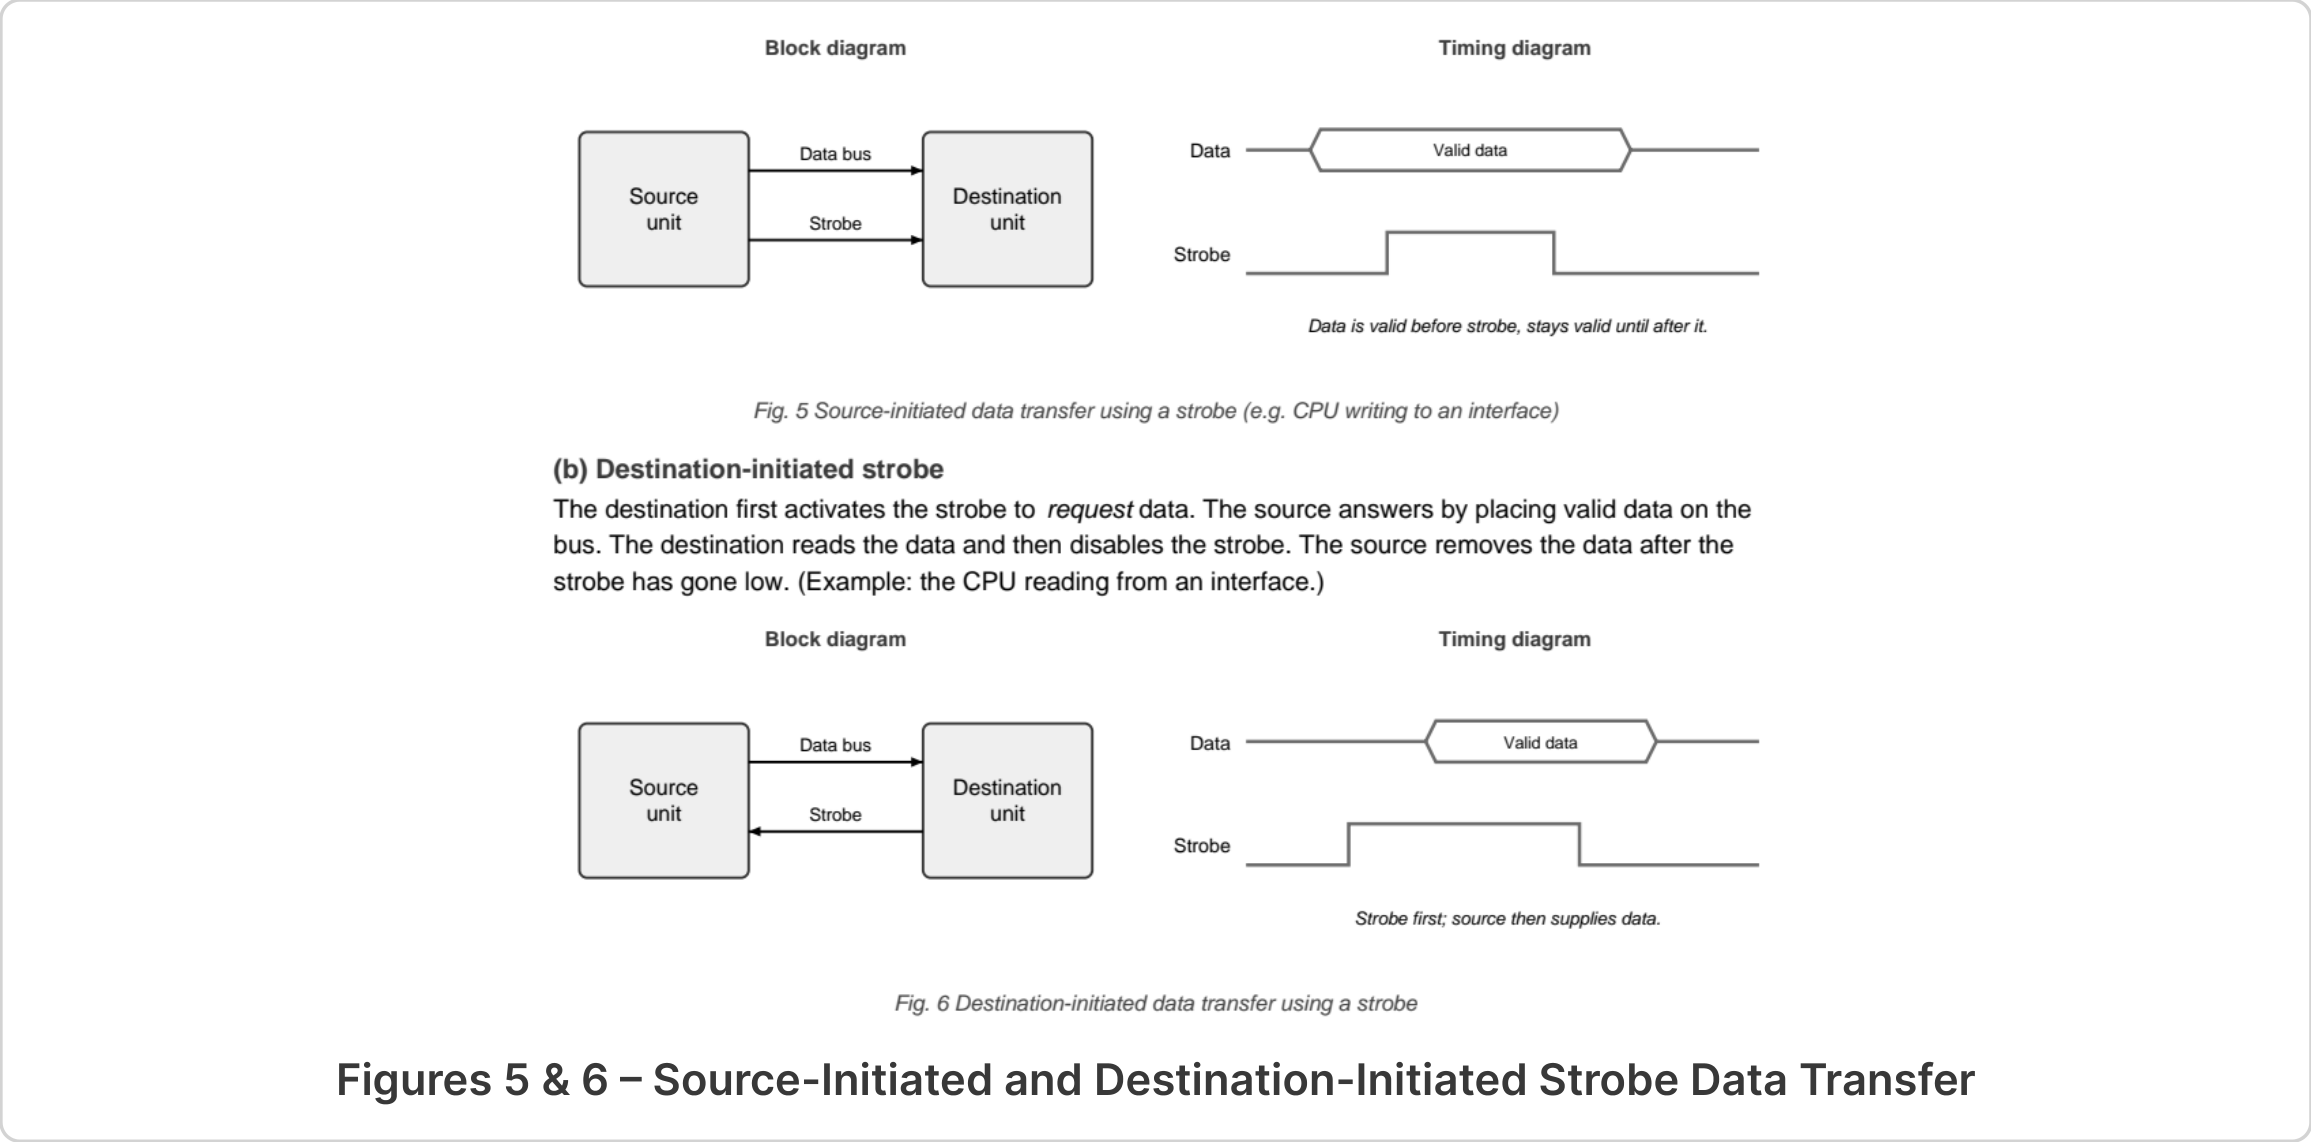 Block diagram
Timing diagram
Source
unit
Data bus
Strobe
Destination
unit
Data
Valid data
Strobe
Data is valid before strobe, stays valid until after it.
Fig. 5 Source-initiated data transfer using a strobe (e.g. CPU writing to an interface)
(b) Destination-initiated strobe
The destination first activates the strobe to request data. The source answers by placing valid data on the
bus. The destination reads the data and then disables the strobe. The source removes the data after the
strobe has gone low. (Example: the CPU reading from an interface.)
Block diagram
Timing diagram
Source
unit
Data bus
Strobe
Destination
unit
Data
Valid data
Strobe
Strobe first; source then supplies data.
Fig. 6 Destination-initiated data transfer using a strobe
Figures 5 & 6 – Source-Initiated and Destination-Initiated Strobe Data Transfer